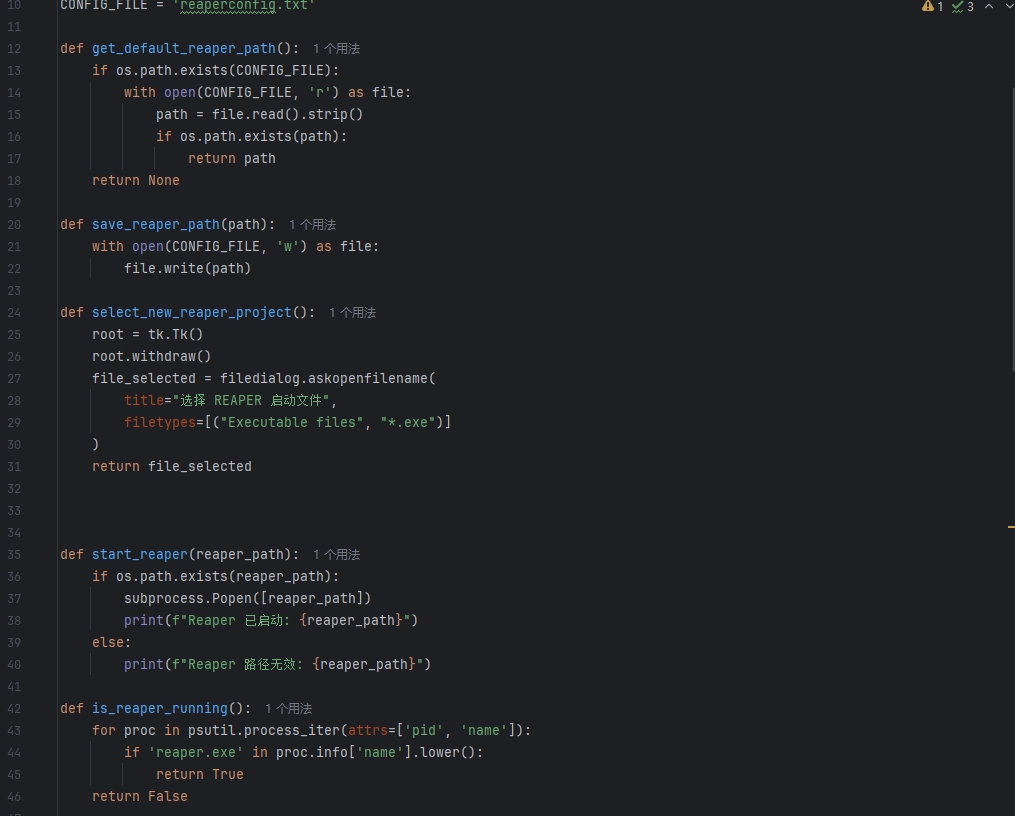 10 CONFIG_FILE = 'reaperconfig.txt'
1 3
11
12 def get_default_reaper_path(): 1 个用法
13 if os.path.exists(CONFIG_FILE):
14 with open(CONFIG_FILE, 'r') as file:
15 path = file.read().strip()
16 if os.path.exists(path):
17 return path
18 return None
19
20 def save_reaper_path(path): 1 个用法
21 with open(CONFIG_FILE, 'w') as file:
22 file.write(path)
23
24 def select_new_reaper_project(): 1 个用法
25 root = tk.Tk()
26 root.withdraw()
27 file_selected = filedialog.askopenfilename(
28 title="选择 REAPER 启动文件",
29 filetypes=[("Executable files", "*.exe")]
30 )
31 return file_selected
32
33
34
35 def start_reaper(reaper_path): 1 个用法
36 if os.path.exists(reaper_path):
37 subprocess.Popen([reaper_path])
38 print(f"Reaper 已启动: {reaper_path}")
39 else:
40 print(f"Reaper 路径无效: {reaper_path}")
41
42 def is_reaper_running(): 1 个用法
43 for proc in psutil.process_iter(attrs=['pid', 'name']):
44 if 'reaper.exe' in proc.info['name'].lower():
45 return True
46 return False